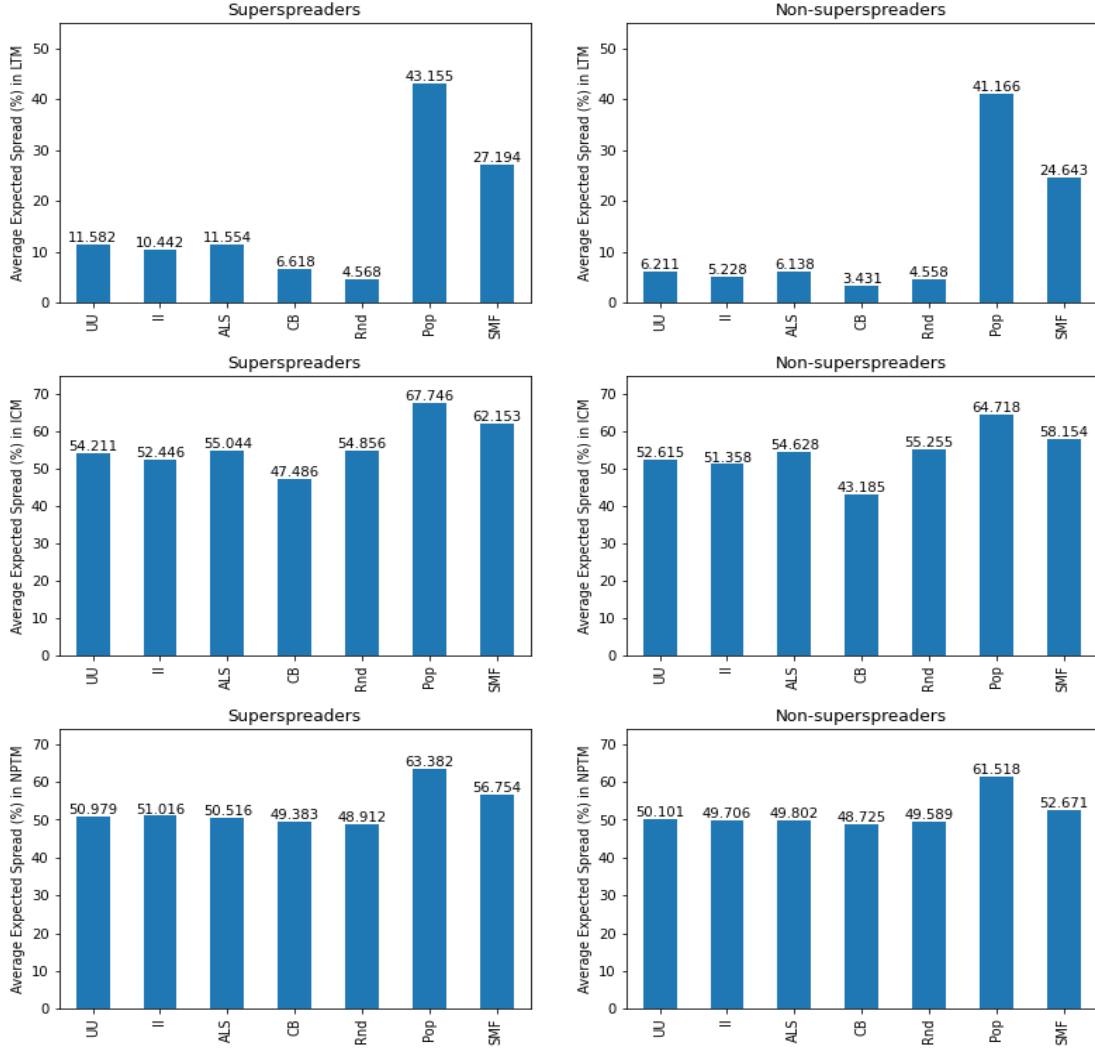 Superspreaders
Average Expected Spread (%) in LTM
50
40
30
20
10
0
11.582
10.442
11.554
6.618
4.568
43.155
27.194
UU
II
ALS
CB
Rnd
Pop
SMF
Non-superspreaders
Average Expected Spread (%) in LTM
50
40
30
20
10
0
6.211
5.228
6.138
3.431
4.558
41.166
24.643
UU
II
ALS
CB
Rnd
Pop
SMF
Superspreaders
Average Expected Spread (%) in ICM
70
60
50
40
30
20
10
0
54.211
52.446
55.044
47.486
54.856
67.746
62.153
UU
II
ALS
CB
Rnd
Pop
SMF
Non-superspreaders
Average Expected Spread (%) in ICM
70
60
50
40
30
20
10
0
52.615
51.358
54.628
43.185
55.255
64.718
58.154
UU
II
ALS
CB
Rnd
Pop
SMF
Superspreaders
Average Expected Spread (%) in NPTM
70
60
50
40
30
20
10
0
50.979
51.016
50.516
49.383
48.912
63.382
56.754
UU
II
ALS
CB
Rnd
Pop
SMF
Non-superspreaders
Average Expected Spread (%) in NPTM
70
60
50
40
30
20
10
0
50.101
49.706
49.802
48.725
49.589
61.518
52.671
UU
II
ALS
CB
Rnd
Pop
SMF